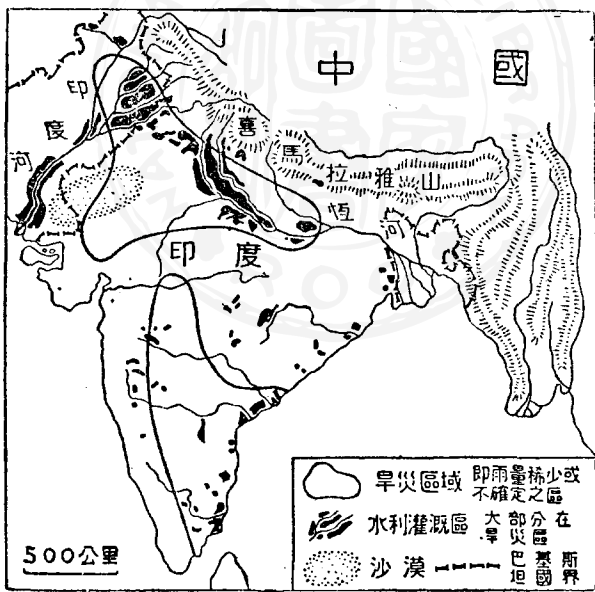 中國
印度河
喜馬拉雅山
恆河
印度
500公里
旱災區域 即雨量稀少或不確定之區
水利灌溉區 大部分在旱災區
沙漠 巴基斯坦國界